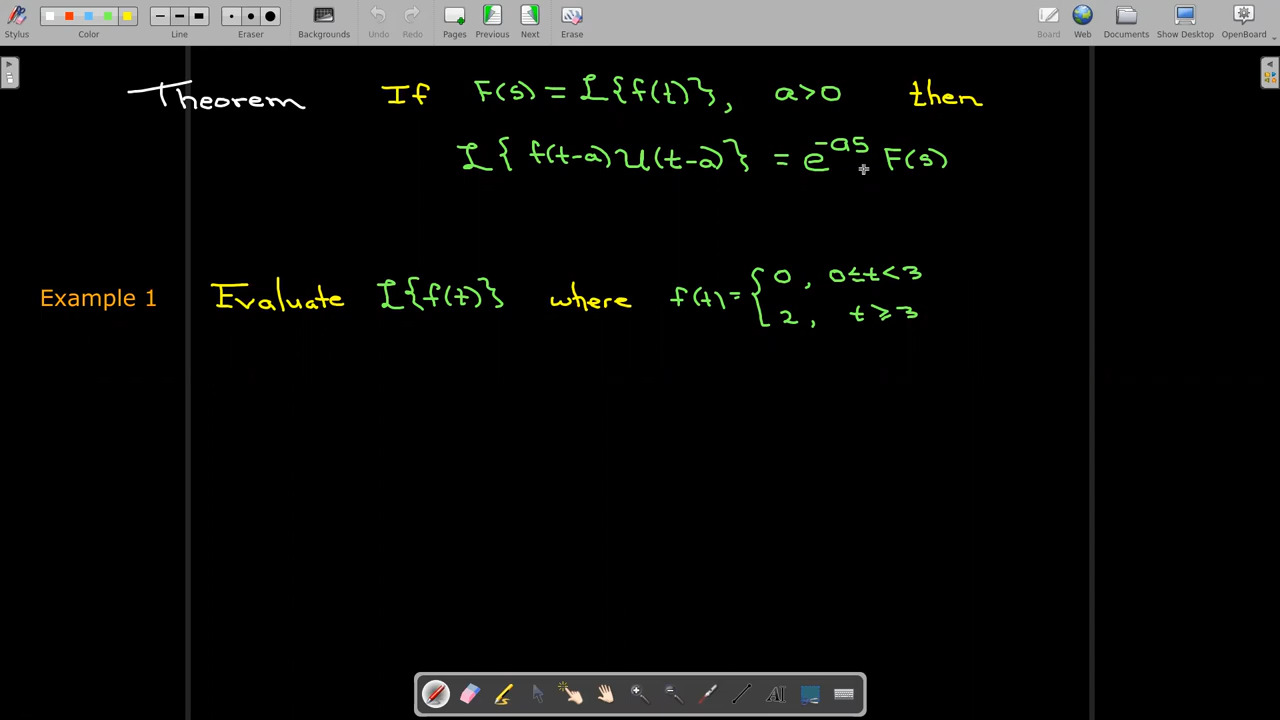 Stylus Color Line Eraser Backgrounds Undo Redo Pages Previous Next Erase Board Web Documents Show Desktop OpenBoard
Theorem If F(s) = ℒ{f(t)}, a>0 then
ℒ{ f(t-a)𝒰(t-a)} = e^{-as} F(s)
Example 1 Evaluate ℒ{f(t)} where f(t) = { 0, 0≤t<3
2, t≥3
AI